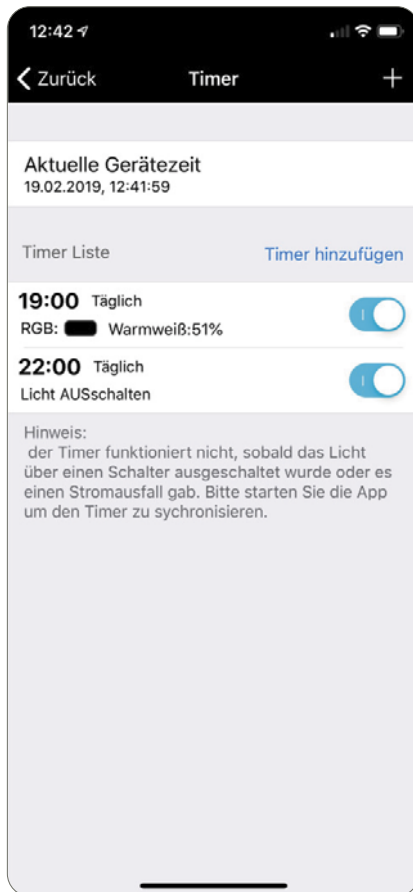 12:42
Zurück Timer +
Aktuelle Gerätezeit
19.02.2019, 12:41:59
Timer Liste Timer hinzufügen
19:00 Täglich
RGB: Warmweiß:51%
22:00 Täglich
Licht AUSschalten
Hinweis:
der Timer funktioniert nicht, sobald das Licht
über einen Schalter ausgeschaltet wurde oder es
einen Stromausfall gab. Bitte starten Sie die App
um den Timer zu sychronisieren.